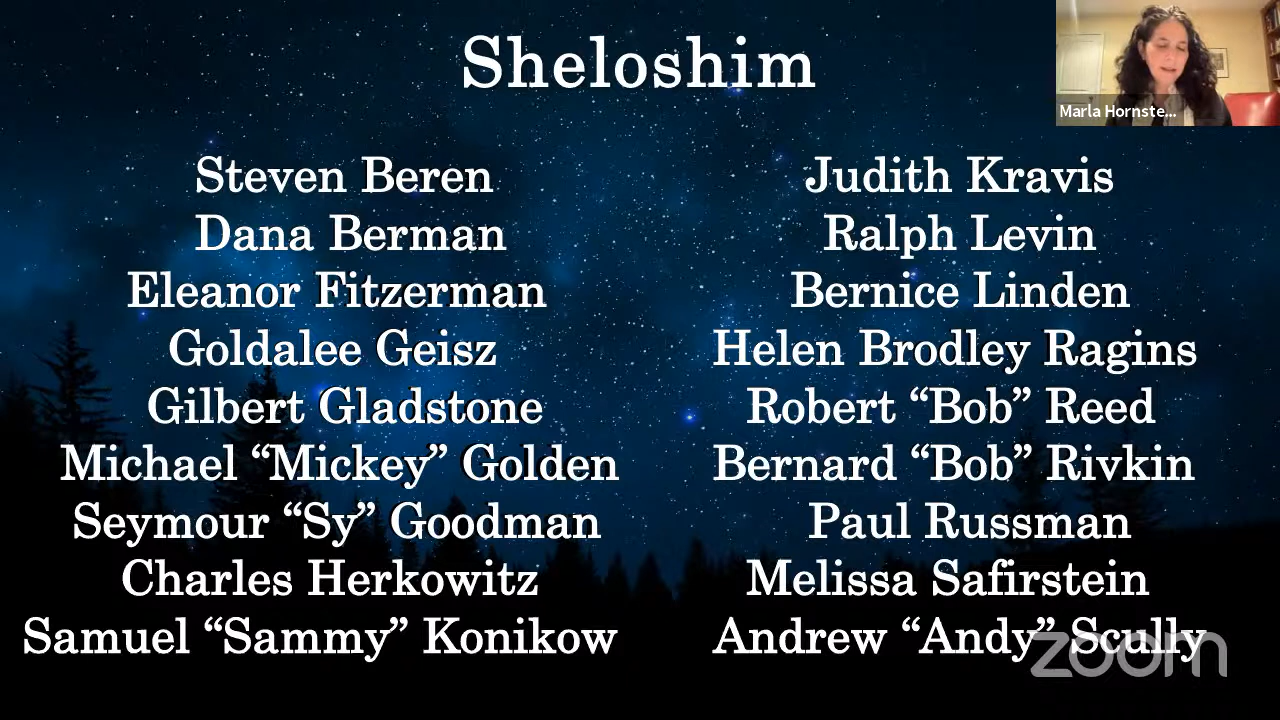 Sheloshim
Marla Hornste...
Steven Beren
Dana Berman
Eleanor Fitzerman
Goldalee Geisz
Gilbert Gladstone
Michael “Mickey” Golden
Seymour “Sy” Goodman
Charles Herkowitz
Samuel “Sammy” Konikow
Judith Kravis
Ralph Levin
Bernice Linden
Helen Brodley Ragins
Robert “Bob” Reed
Bernard “Bob” Rivkin
Paul Russman
Melissa Safirstein
Andrew “Andy” Scully
zoom